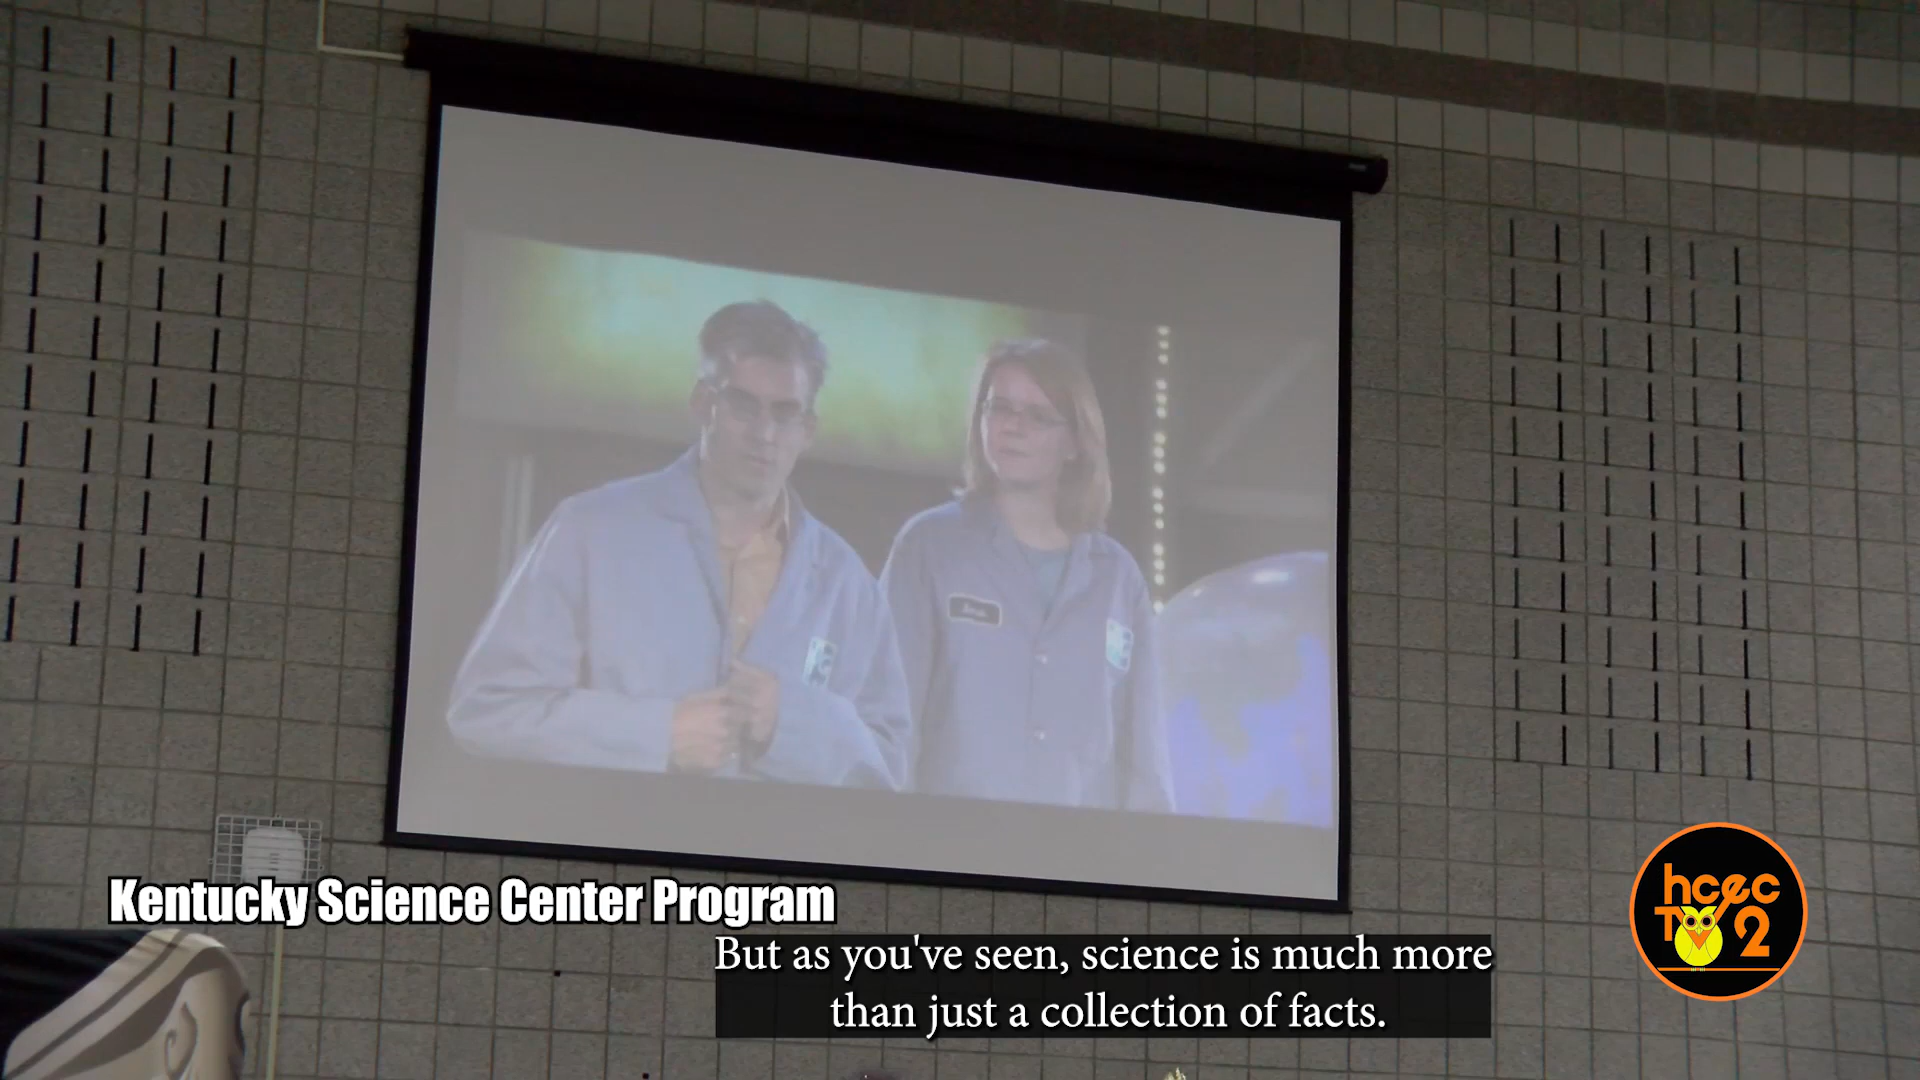 Kentucky Science Center Program
But as you've seen, science is much more
than just a collection of facts.
hcec
TV 2